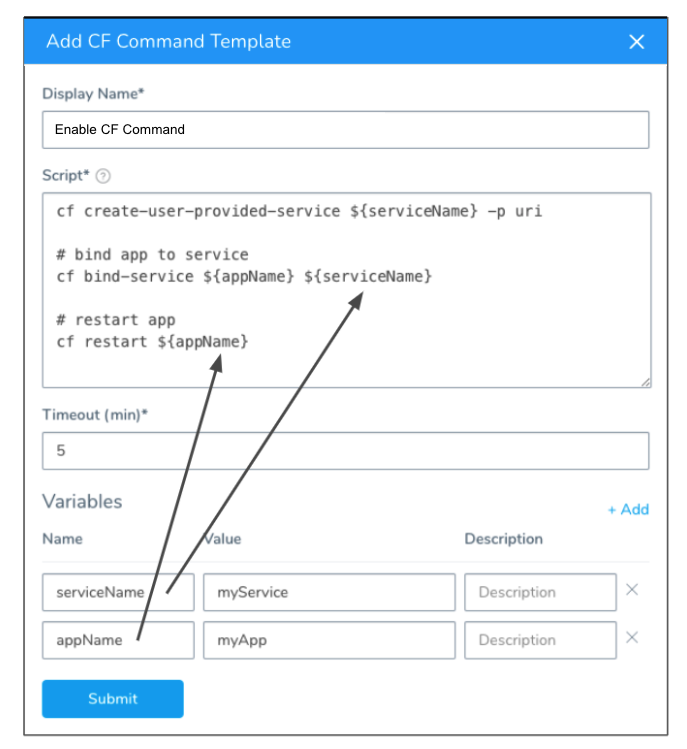 Add CF Command Template
Display Name*
Enable CF Command
Script* ?
cf create-user-provided-service ${serviceName} -p uri
# bind app to service
cf bind-service ${appName} ${serviceName}
# restart app
cf restart ${appName}
Timeout (min)*
5
Variables
+ Add
Name Value Description
serviceName myService Description
appName myApp Description
Submit